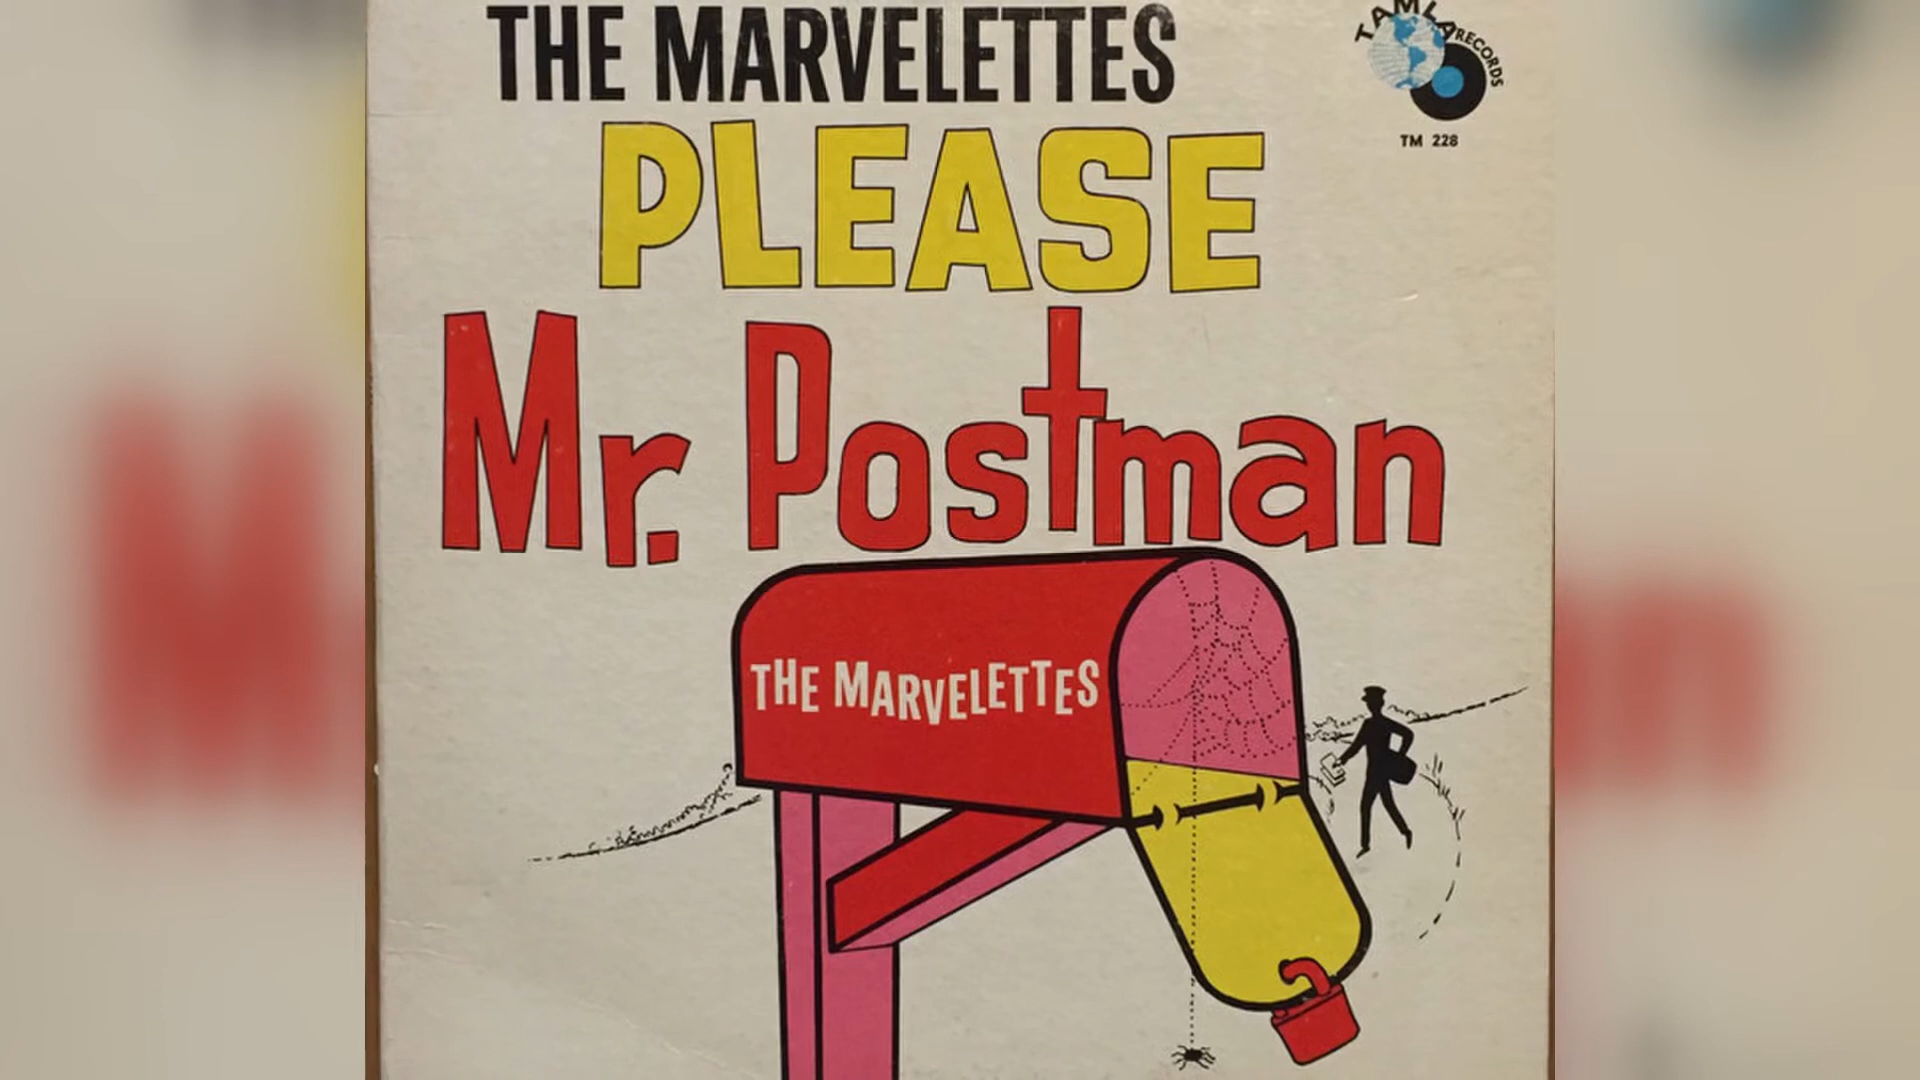 THE MARVELETTES
TAMLA RECORDS
TM 228
PLEASE
Mr. Postman
THE MARVELETTES